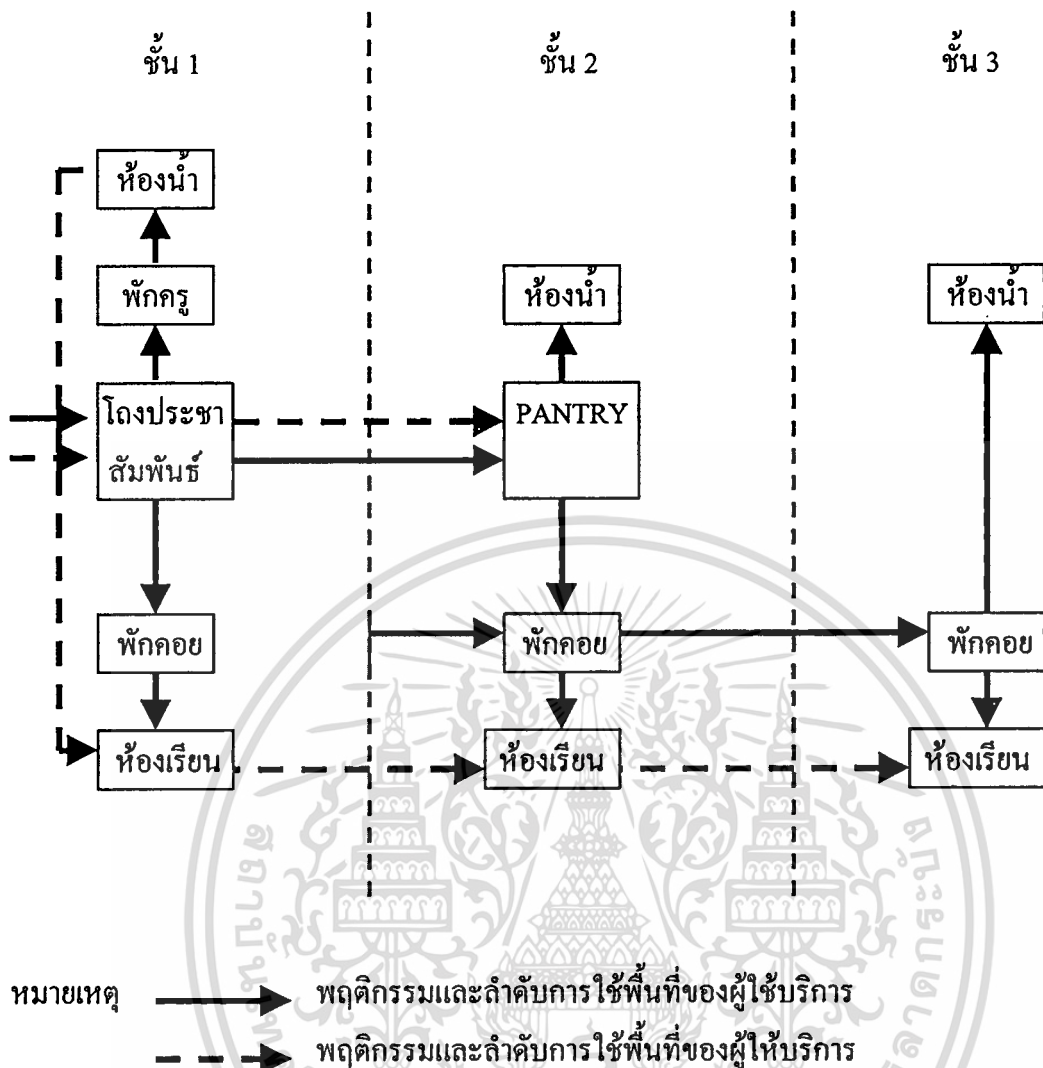 ชั้น 1
ชั้น 2
ชั้น 3
ห้องน้ำ
พักครู
ห้องน้ำ
ห้องน้ำ
โถงประชา
สัมพันธ์
PANTRY
พักคอย
พักคอย
พักคอย
ห้องเรียน
ห้องเรียน
ห้องเรียน
หมายเหตุ
พฤติกรรมและลำดับการใช้พื้นที่ของผู้ใช้บริการ
พฤติกรรมและลำดับการใช้พื้นที่ของผู้ให้บริการ